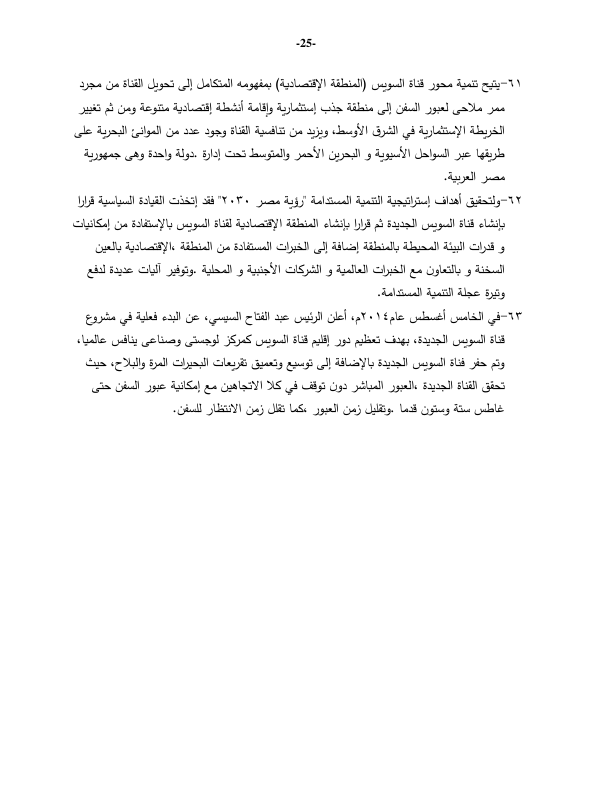 -25-
٦١-يتيح تنمية محور قناة السويس (المنطقة الإقتصادية) بمفهومه المتكامل إلى تحويل القناة من مجرد
ممر ملاحى لعبور السفن إلى منطقة جذب إستثمارية وإقامة أنشطة إقتصادية متنوعة ومن ثم تغيير
الخريطة الإستثمارية في الشرق الأوسط، ويزيد من تنافسية القناة وجود عدد من الموانئ البحرية على
طريقها عبر السواحل الأسيوية و البحرين الأحمر والمتوسط تحت إدارة .دولة واحدة وهى جمهورية
مصر العربية.
٦٢-ولتحقيق أهداف إستراتيجية التنمية المستدامة "رؤية مصر ٢٠٣٠" فقد إتخذت القيادة السياسية قرارا
بإنشاء قناة السويس الجديدة ثم قرارا بإنشاء المنطقة الإقتصادية لقناة السويس بالإستفادة من إمكانيات
و قدرات البيئة المحيطة بالمنطقة إضافة إلى الخبرات المستفادة من المنطقة ،الإقتصادية بالعين
السخنة و بالتعاون مع الخبرات العالمية و الشركات الأجنبية و المحلية .وتوفير آليات عديدة لدفع
وتيرة عجلة التنمية المستدامة.
٦٣-في الخامس أغسطس عام٢٠١٤م، أعلن الرئيس عبد الفتاح السيسي، عن البدء فعلية في مشروع
قناة السويس الجديدة، بهدف تعظيم دور إقليم قناة السويس كمركز لوجستى وصناعى ينافس عالميا،
وتم حفر فناة السويس الجديدة بالإضافة إلى توسيع وتعميق تفريعات البحيرات المرة والبلاح، حيث
تحقق القناة الجديدة ،العبور المباشر دون توقف في كلا الاتجاهين مع إمكانية عبور السفن حتى
غاطس ستة وستون قدما .وتقليل زمن العبور ،كما تقلل زمن الانتظار للسفن.